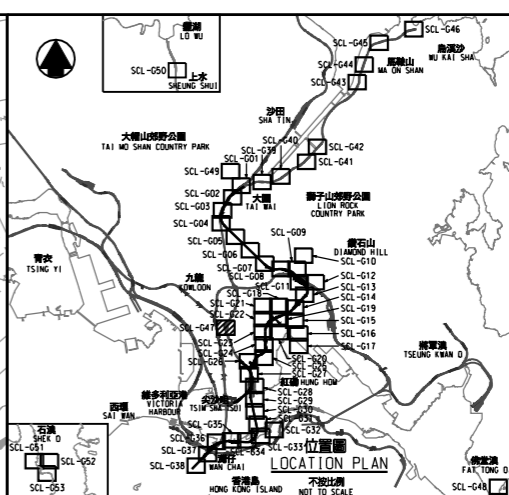 羅湖
LO WU
SCL-G50
上水
SHEUNG SHUI
SCL-G46
SCL-G45
烏溪沙
WU KAI SHA
SCL-G44
馬鞍山
MA ON SHAN
SCL-G43
沙田
SHA TIN
大帽山郊野公園
TAI MO SHAN COUNTRY PARK
SCL-G40
SCL-G39
SCL-G42
SCL-G01
SCL-G41
SCL-G49
SCL-G02
大圍
TAI WAI
獅子山郊野公園
LION ROCK
COUNTRY PARK
SCL-G03
SCL-G04
SCL-G05
SCL-G06
SCL-G07
SCL-G08
SCL-G09
鑽石山
DIAMOND HILL
SCL-G10
青衣
TSING YI
九龍
KOWLOON
SCL-G11
SCL-G12
SCL-G13
SCL-G14
SCL-G18
SCL-G19
SCL-G21
SCL-G22
SCL-G15
SCL-G47
SCL-G16
SCL-G23
SCL-G17
SCL-G24
SCL-G20
SCL-G26
SCL-G27
將軍澳
TSEUNG KWAN O
紅磡
HUNG HOM
SCL-G28
SCL-G29
SCL-G30
西環
SAI WAN
維多利亞港
VICTORIA
HARBOUR
尖沙咀
TSIM SHA TSUI
SCL-G32
SCL-G33
SCL-G34
SCL-G35
SCL-G36
SCL-G37
SCL-G38
灣仔
WAN CHAI
香港島
HONG KONG ISLAND
石澳
SHEK O
SCL-G51
SCL-G52
SCL-G53
位置圖
LOCATION PLAN
不按比例
NOT TO SCALE
FAT TONG O
SCL-G48